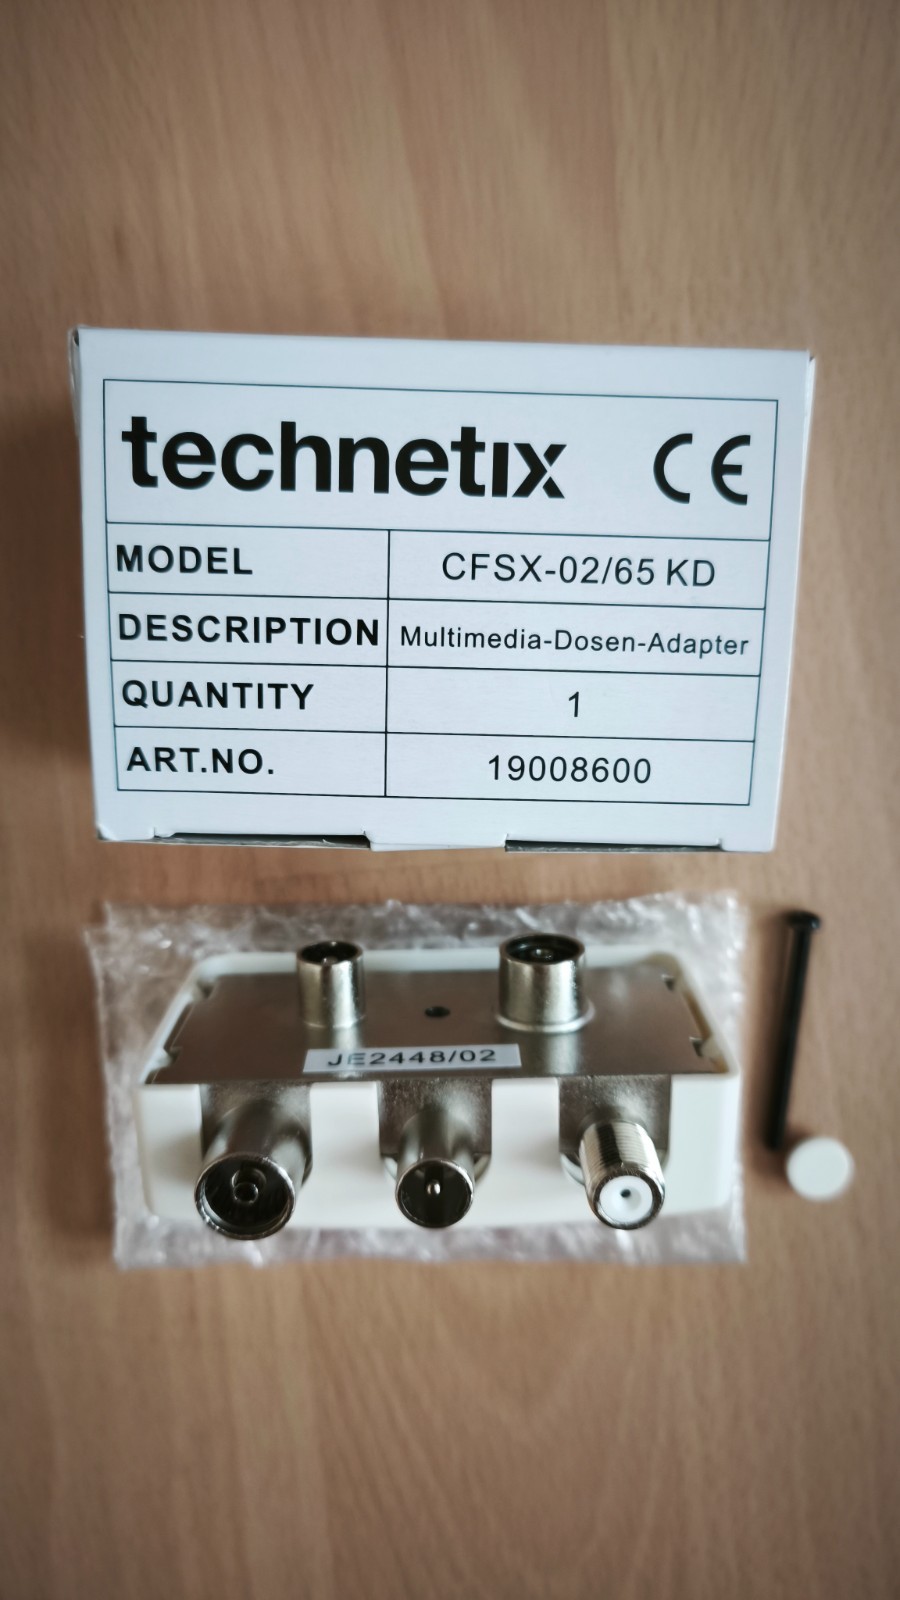 technetix CE
MODEL CFSX-02/65 KD
DESCRIPTION Multimedia-Dosen-Adapter
QUANTITY 1
ART.NO. 19008600
JE2448/02